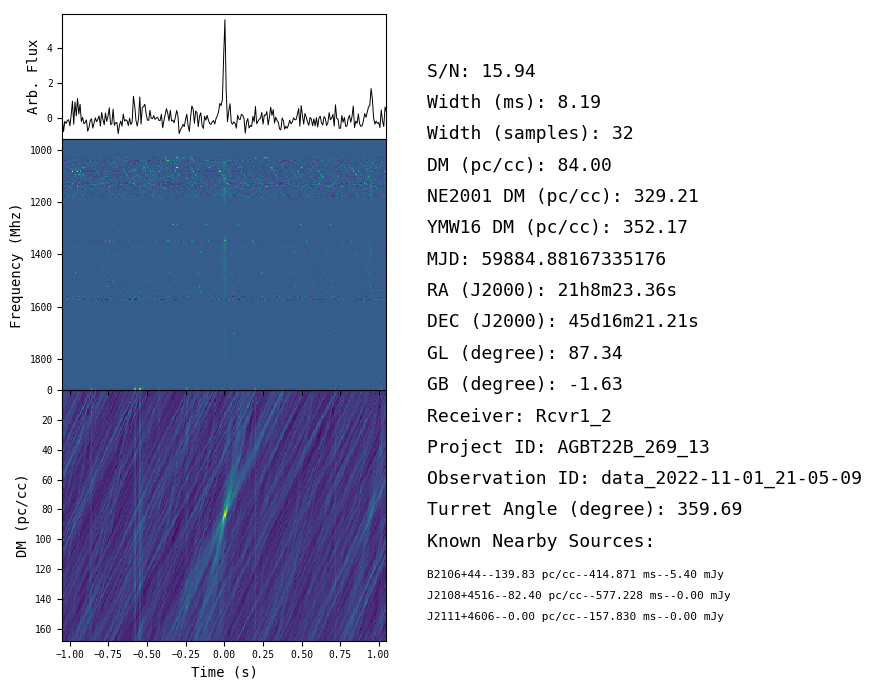 4
2
0
Arb. Flux
1000
1200
1400
1600
1800
Frequency (Mhz)
0
20
40
60
80
100
120
140
160
DM (pc/cc)
−1.00 −0.75 −0.50 −0.25 0.00 0.25 0.50 0.75 1.00
Time (s)
S/N: 15.94
Width (ms): 8.19
Width (samples): 32
DM (pc/cc): 84.00
NE2001 DM (pc/cc): 329.21
YMW16 DM (pc/cc): 352.17
MJD: 59884.88167335176
RA (J2000): 21h8m23.36s
DEC (J2000): 45d16m21.21s
GL (degree): 87.34
GB (degree): -1.63
Receiver: Rcvr1_2
Project ID: AGBT22B_269_13
Observation ID: data_2022-11-01_21-05-09
Turret Angle (degree): 359.69
Known Nearby Sources:
B2106+44--139.83 pc/cc--414.871 ms--5.40 mJy
J2108+4516--82.40 pc/cc--577.228 ms--0.00 mJy
J2111+4606--0.00 pc/cc--157.830 ms--0.00 mJy